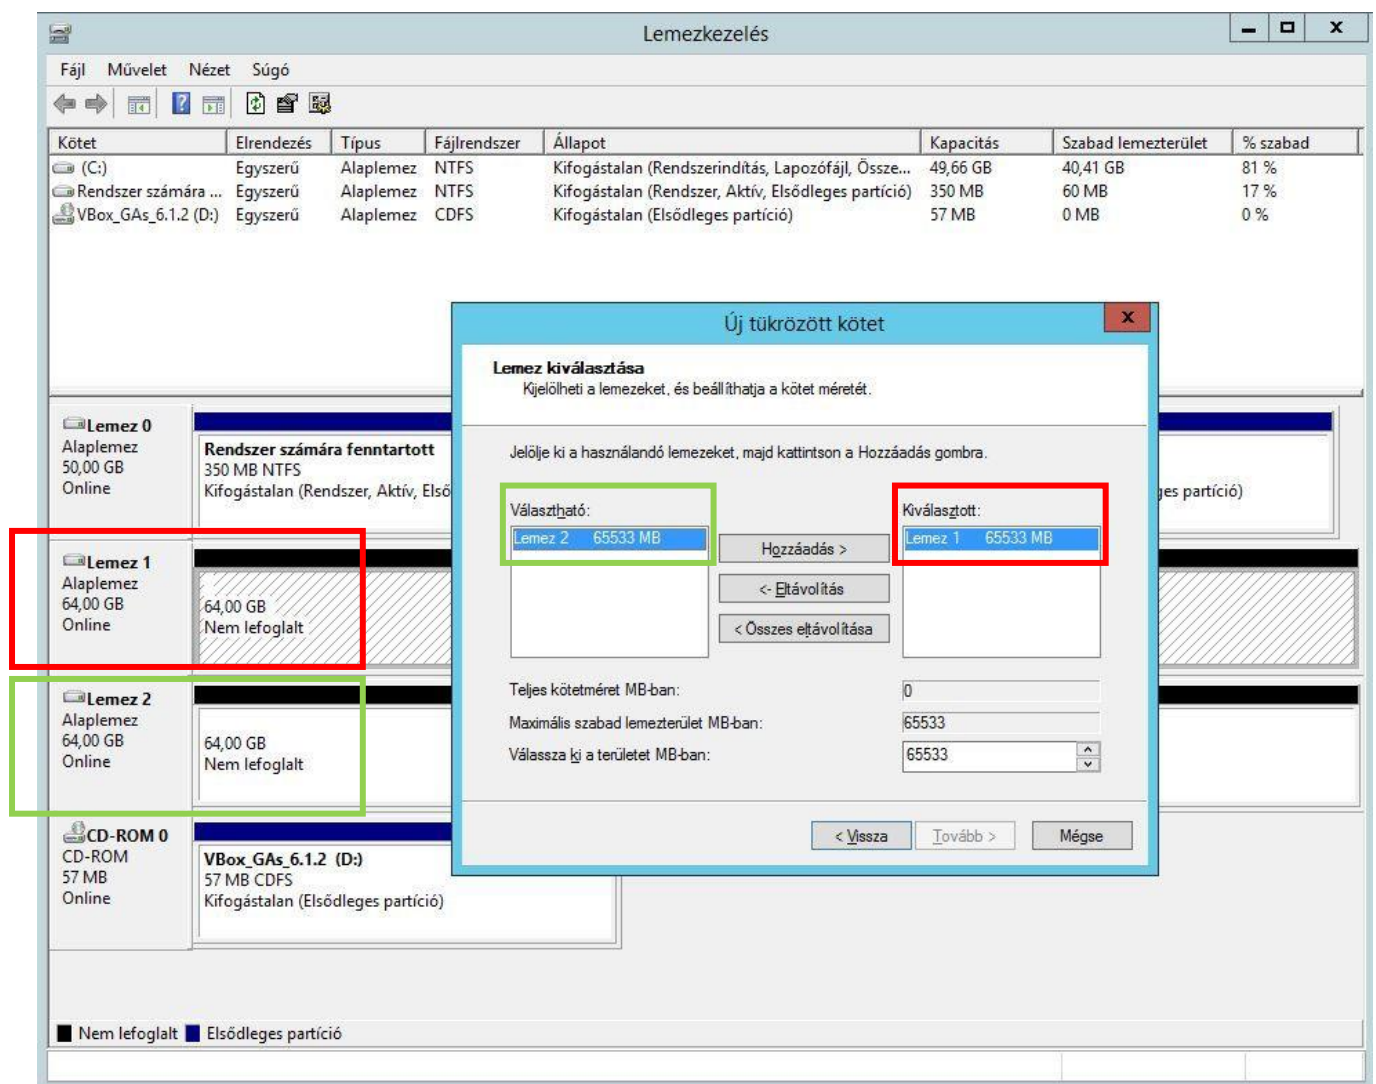 Lemezkezelés
Fájl Művelet Nézet Súgó
Kötet Elrendezés Típus Fájlrendszer Állapot Kapacitás Szabad lemezterület % szabad
(C:) Egyszerű Alaplemez NTFS Kifogástalan (Rendszerindítás, Lapozófájl, Össze... 49,66 GB 40,41 GB 81 %
Rendszer számára ... Egyszerű Alaplemez NTFS Kifogástalan (Rendszer, Aktív, Elsődleges partíció) 350 MB 60 MB 17 %
VBox_GAs_6.1.2 (D:) Egyszerű Alaplemez CDFS Kifogástalan (Elsődleges partíció) 57 MB 0 MB 0 %
Új tükrözött kötet
x
Lemez kiválasztása
Kijelölheti a lemezeket, és beállíthatja a kötet méretét.
Jelölje ki a használandó lemezeket, majd kattintson a Hozzáadás gombra.
Választható:
Kiválasztott:
Lemez 2 65533 MB
Lemez 1 65533 MB
Hozzáadás >
<- Eltávolítás
< Összes eltávolítása
Teljes kötetméret MB-ban: 0
Maximális szabad lemezterület MB-ban: 65533
Válassza ki a területet MB-ban: 65533
< Vissza
Tovább >
Mégse
Lemez 0
Alaplemez
50,00 GB
Online
Rendszer számára fenntartott
350 MB NTFS
Kifogástalan (Rendszer, Aktív, Első
ges partíció)
Lemez 1
Alaplemez
64,00 GB
Online
64,00 GB
Nem lefoglalt
Lemez 2
Alaplemez
64,00 GB
Online
64,00 GB
Nem lefoglalt
CD-ROM 0
CD-ROM
57 MB
Online
VBox_GAs_6.1.2 (D:)
57 MB CDFS
Kifogástalan (Elsődleges partíció)
Nem lefoglalt Elsődleges partíció